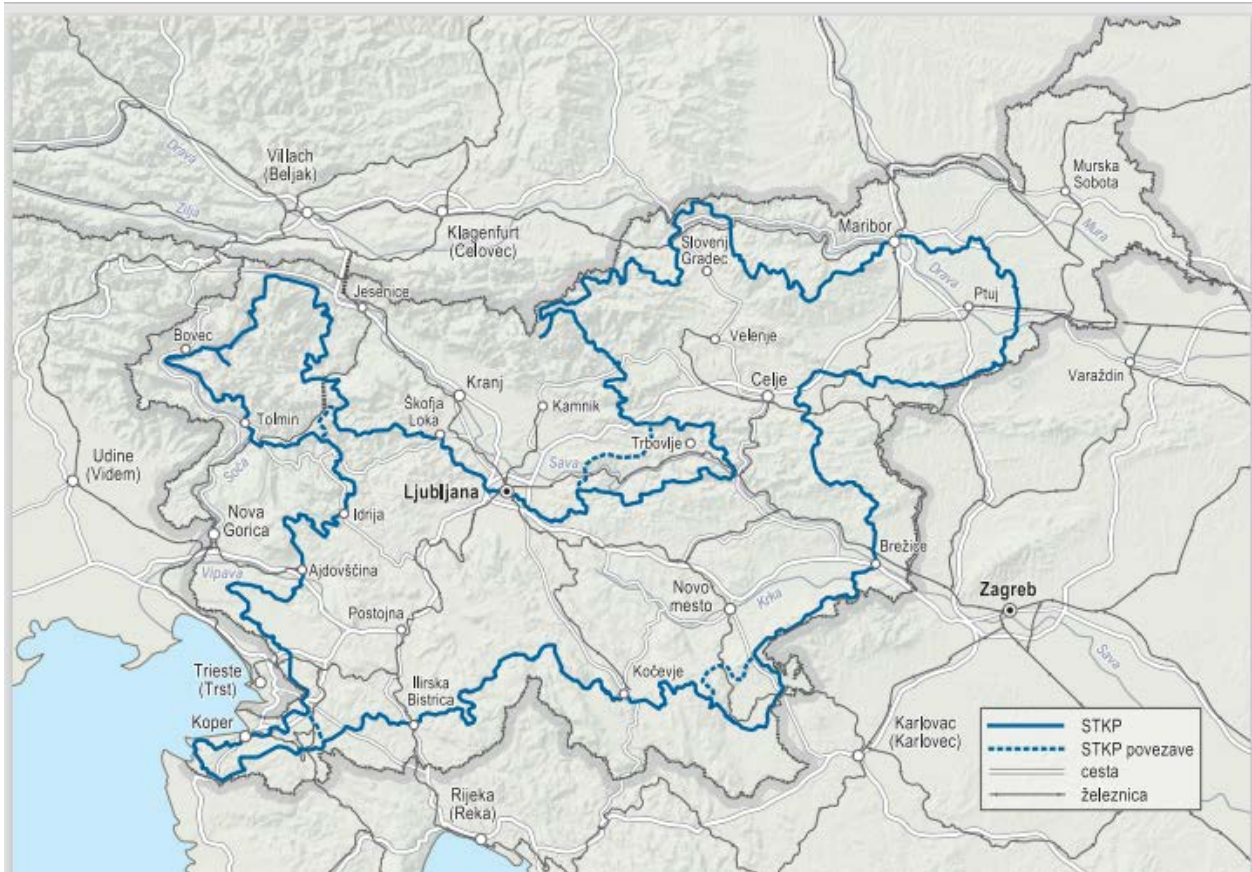 Drava
Villach
(Beljak)
Zilja
Klagenfurt
(Celovec)
Murska
Sobota
Maribor
Mura
Slovenj
Gradec
Drava
Ptuj
Jesenice
Bovec
Velenje
Varaždin
Celje
Kranj
Kamnik
Škofja
Loka
Tolmin
Trbovlje
Udine
(Videm)
Soča
Sava
Ljubljana
Nova
Gorica
Idrija
Brežice
Vipava
Ajdovščina
Novo
mesto
Krka
Zagreb
Postojna
Sava
Trieste
(Trst)
Kočevje
Ilirska
Bistrica
Koper
Karlovac
(Karlovec)
Rijeka
(Reka)
STKP
STKP povezave
cesta
železnica